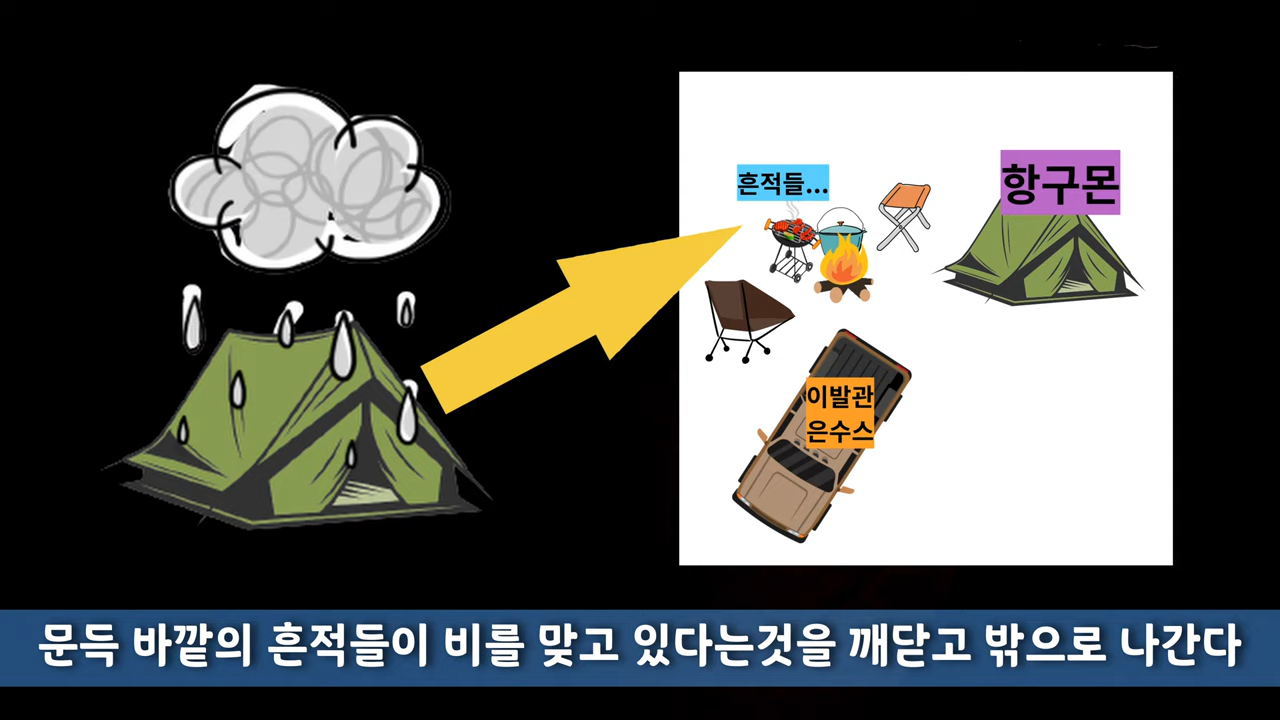 흔적들...
항구몬
이발관
은수스
문득 바깥의 흔적들이 비를 맞고 있다는것을 깨닫고 밖으로 나간다